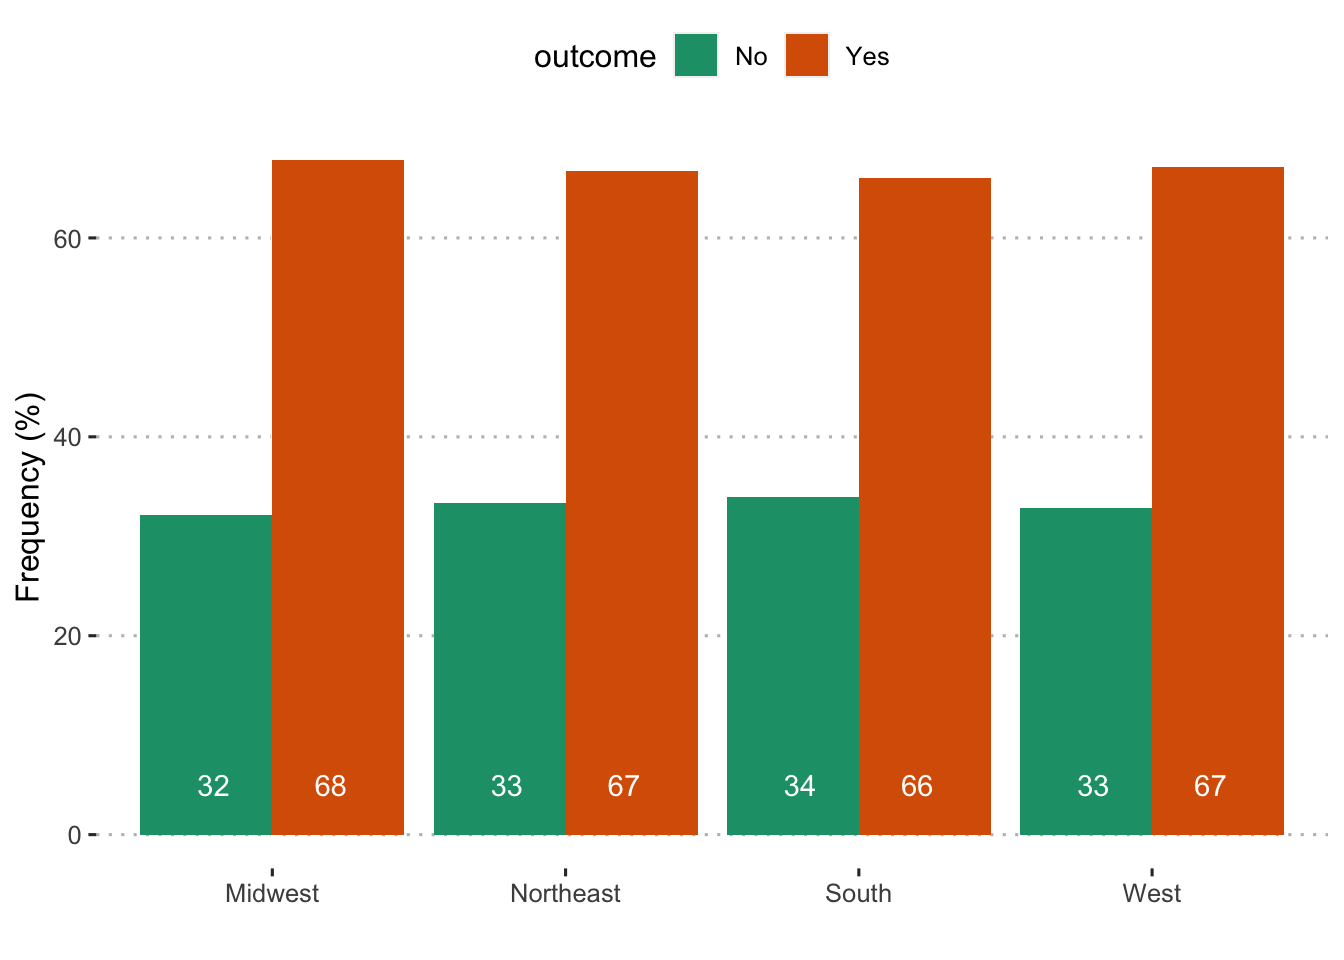 outcome No Yes
Frequency (%)
60
40
20
0
32 68 33 67 34 66 33 67
Midwest Northeast South West